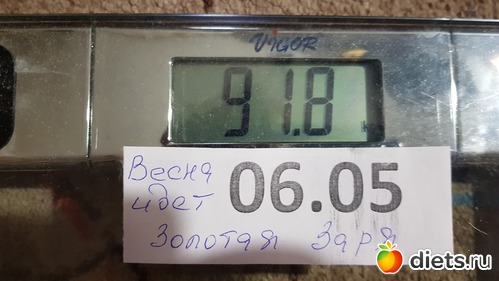 ViGOR
91.8
Весна
идет
06.05
Золотая Заря
diets.ru